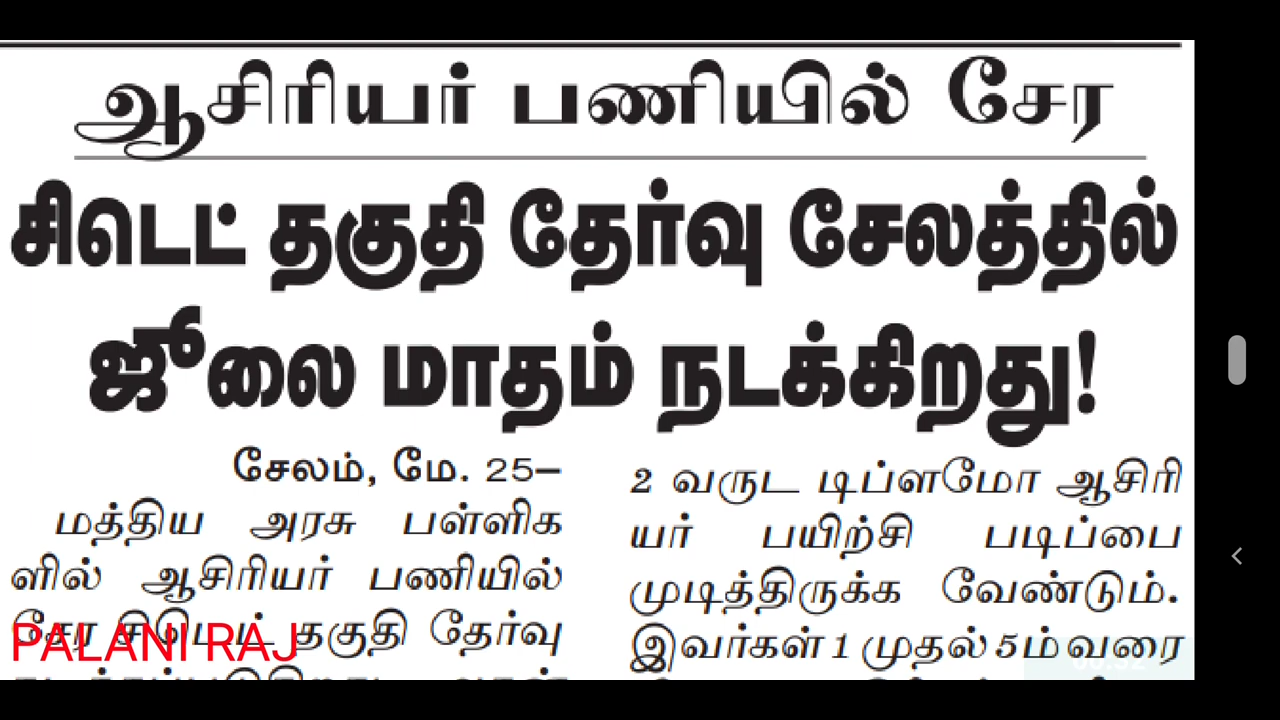 ஆசிரியர் பணியில் சேர
சிடெட் தகுதி தேர்வு சேலத்தில்
ஜூலை மாதம் நடக்கிறது!
சேலம், மே. 25–
மத்திய அரசு பள்ளிக
ளில் ஆசிரியர் பணியில்
சேர சிடெட் தகுதி தேர்வு
2 வருட டிப்ளமோ ஆசிரி
யர் பயிற்சி படிப்பை
முடித்திருக்க வேண்டும்.
இவர்கள் 1 முதல் 5ம் வரை
PALANI RAJ